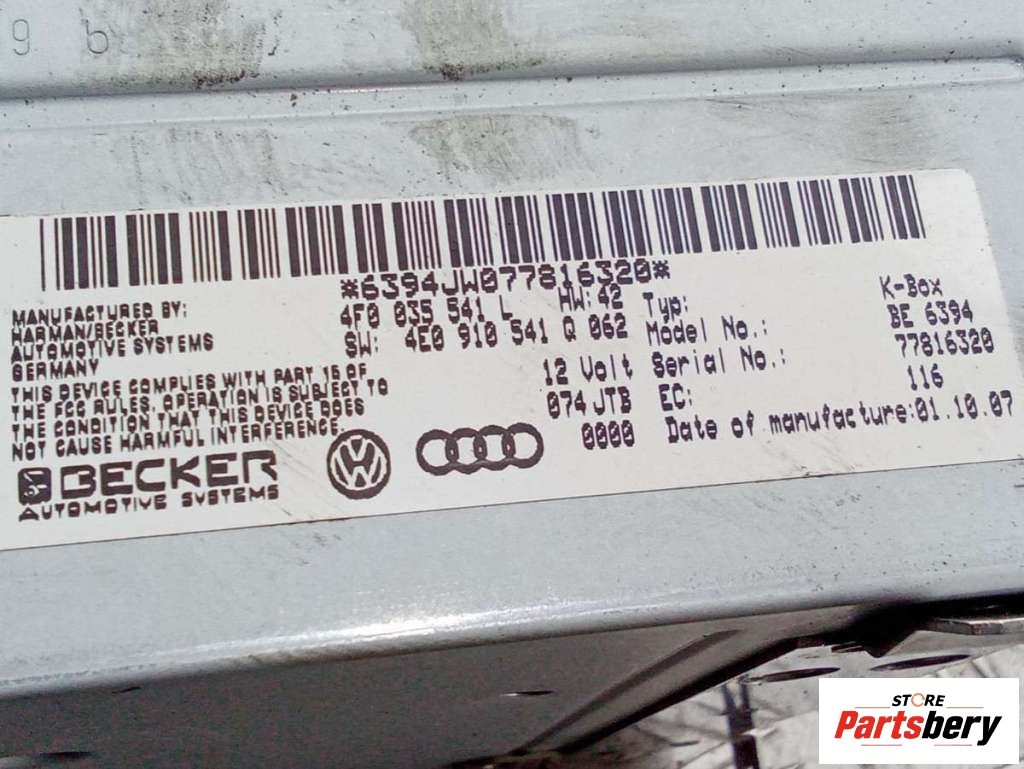 9 b
*6394JW077816320*
MANUFACTURED BY:
HARMAN/BECKER
AUTOMOTIVE SYSTEMS
GERMANY
THIS DEVICE COMPLIES WITH PART 15 OF
THE FCC RULES. OPERATION IS SUBJECT TO
THE CONDITION THAT THIS DEVICE DOES
NOT CAUSE HARMFUL INTERFERENCE.
BECKER
AUTOMOTIVE SYSTEMS
4F0 035 541 L HW: 42
SW: 4E0 910 541 Q 062
12 Volt
074 JTB
0000
Typ: K-Box
Model No.: BE 6394
Serial No.: 77816320
EC: 116
Date of manufacture:01.10.07
STORE
Partsbery